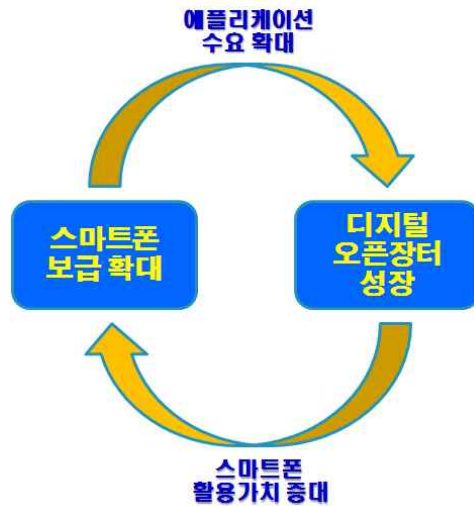 애플리케이션
수요 확대
스마트폰
보급 확대
디지털
오픈장터
성장
스마트폰
활용가치 증대